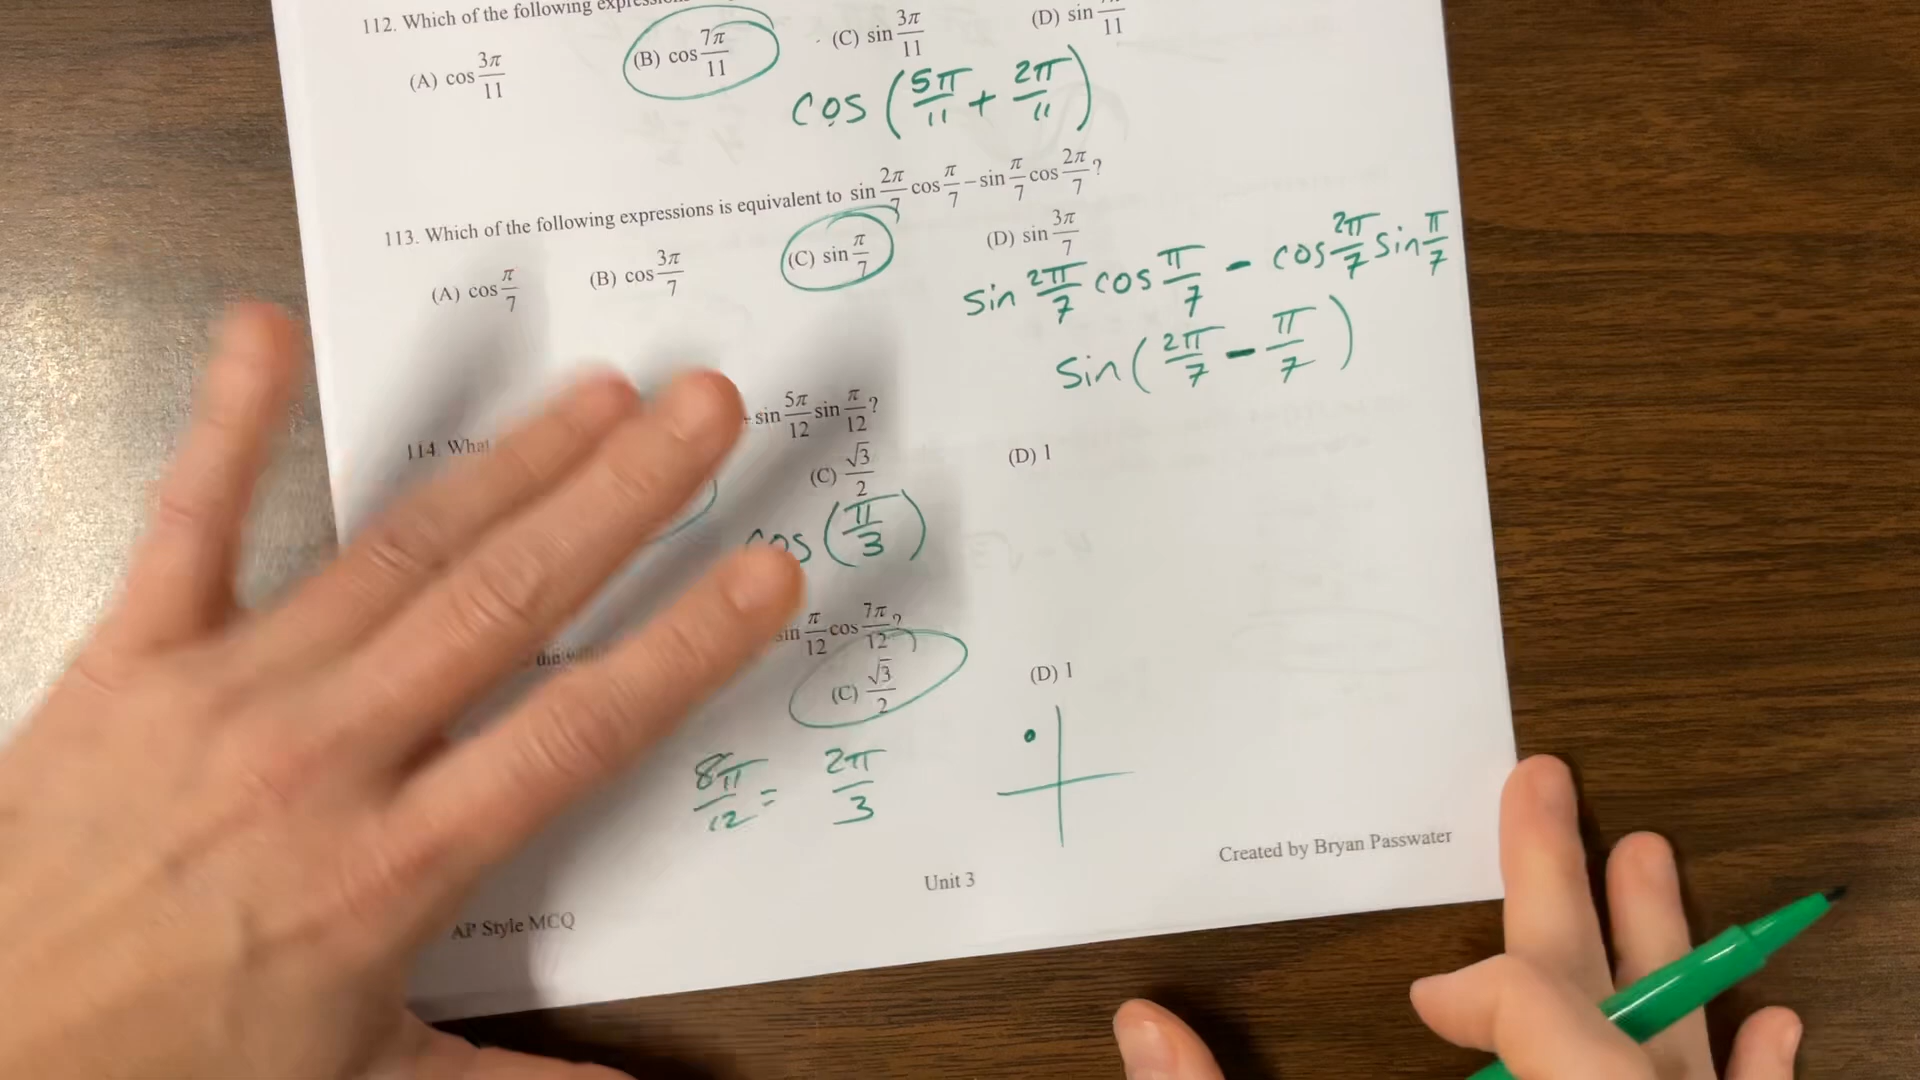 112. Which of the following
(A) cos 3π/11 (B) cos 7π/11 (C) sin 3π/11 (D) sin /11
cos (5π/11 + 2π/11)
113. Which of the following expressions is equivalent to sin 2π/7 cos π/7 − sin π/7 cos 2π/7 ?
(A) cos π/7 (B) cos 3π/7 (C) sin π/7 (D) sin 3π/7
sin 2π/7 cos π/7 − cos 2π/7 sin π/7
sin (2π/7 − π/7)
114. What sin 5π/12 sin π/12 ?
(C) √3/2 (D) 1
cos (π/3)
sin π/12 cos 7π/12 ?
(C) √3/2 (D) 1
8π/12 = 2π/3
Created by Bryan Passwater
Unit 3
AP Style MCQ